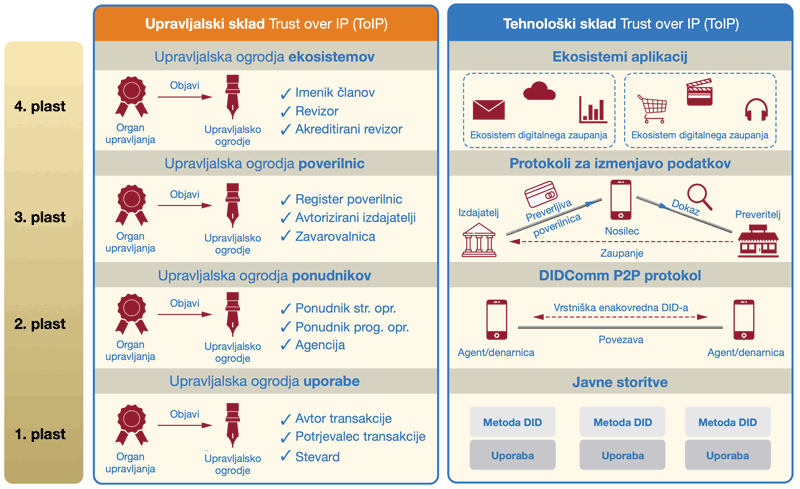 Upravljalski sklad Trust over IP (ToIP)
Tehnološki sklad Trust over IP (ToIP)
4. plast
Upravljalska ogrodja ekosistemov
Objavi
Organ
upravljanja
Upravljalsko
ogrodje
✓ Imenik članov
✓ Revizor
✓ Akreditirani revizor
Ekosistemi aplikacij
Ekosistem digitalnega zaupanja
Ekosistem digitalnega zaupanja
3. plast
Upravljalska ogrodja poverilnic
Objavi
Organ
upravljanja
Upravljalsko
ogrodje
✓ Register poverilnic
✓ Avtorizirani izdajatelji
✓ Zavarovalnica
Protokoli za izmenjavo podatkov
Izdajatelj
Preverljiva
poverilnica
Nosilec
Dokaz
Preveritelj
Zaupanje
2. plast
Upravljalska ogrodja ponudnikov
Objavi
Organ
upravljanja
Upravljalsko
ogrodje
✓ Ponudnik str. opr.
✓ Ponudnik prog. opr.
✓ Agencija
DIDComm P2P protokol
Vrstniška enakovredna DID-a
Povezava
Agent/denarnica
Agent/denarnica
1. plast
Upravljalska ogrodja uporabe
Objavi
Organ
upravljanja
Upravljalsko
ogrodje
✓ Avtor transakcije
✓ Potrjevalec transakcije
✓ Stevard
Javne storitve
Metoda DID
Metoda DID
Metoda DID
Uporaba
Uporaba
Uporaba